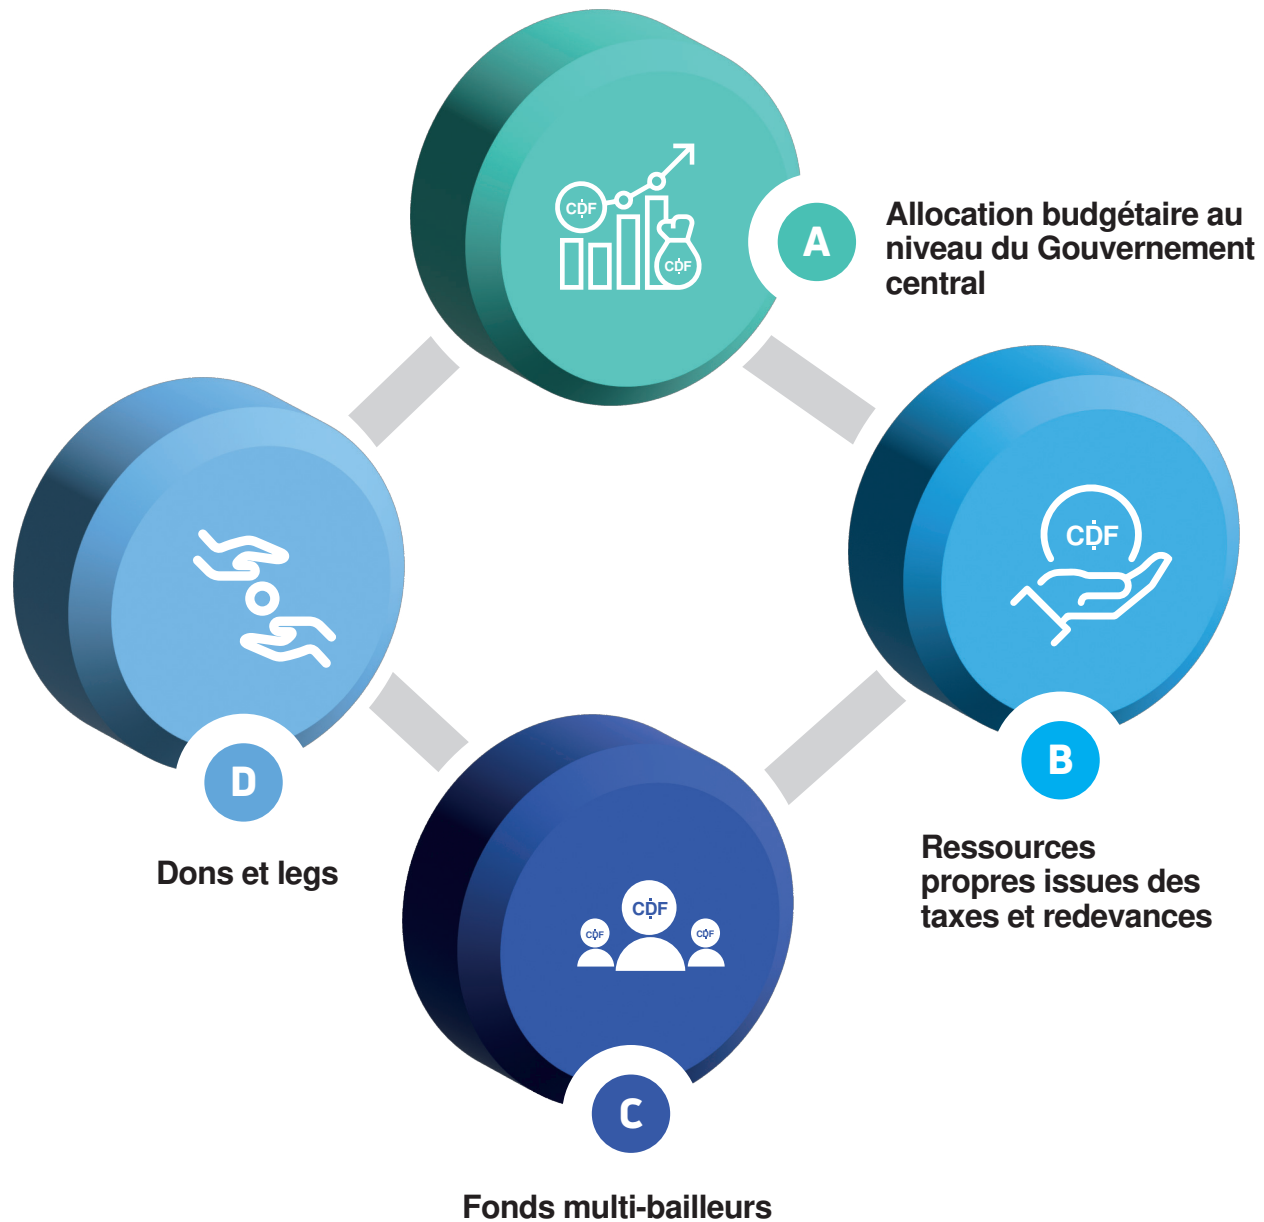 CDF
CDF
A
Allocation budgétaire au
niveau du Gouvernement
central
CDF
B
Ressources
propres issues des
taxes et redevances
CDF
CDF
CDF
C
Fonds multi-bailleurs
D
Dons et legs